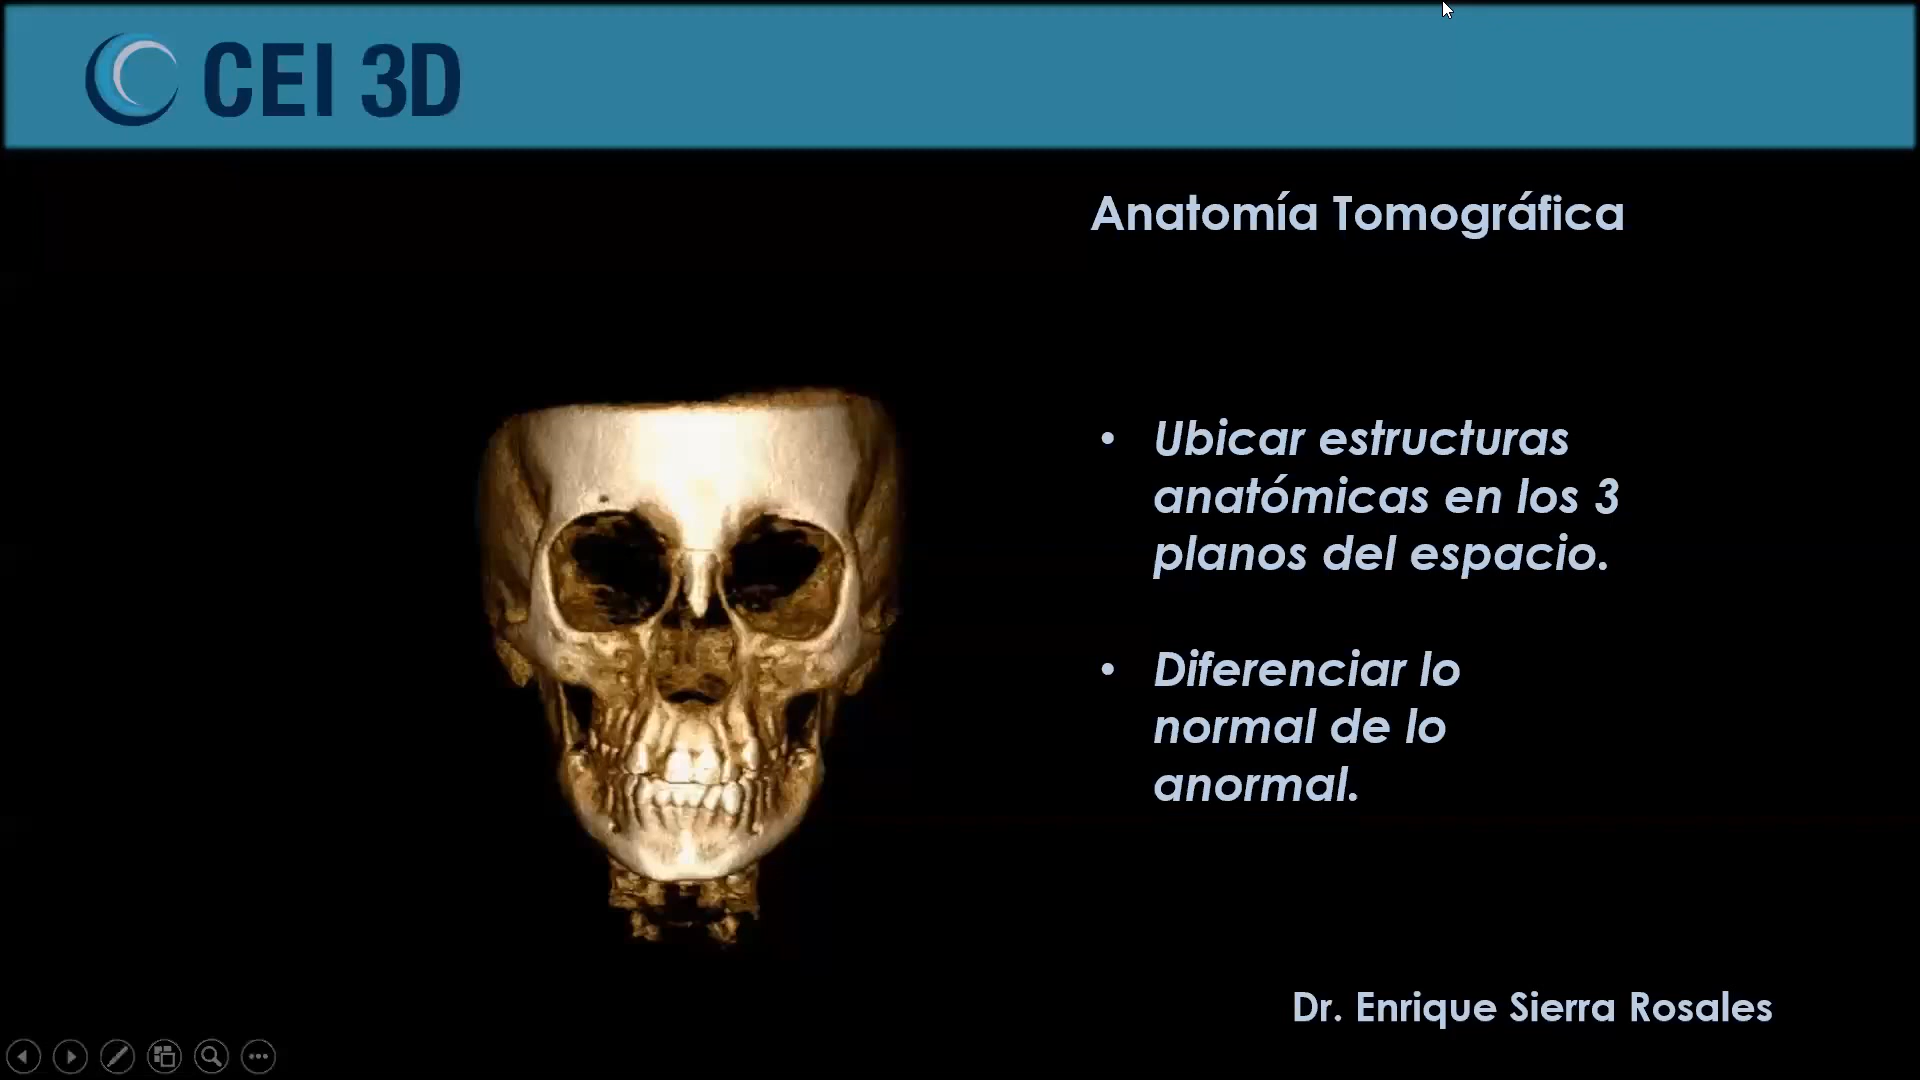 CEI 3D
Anatomía Tomográfica
• Ubicar estructuras
anatómicas en los 3
planos del espacio.
• Diferenciar lo
normal de lo
anormal.
Dr. Enrique Sierra Rosales